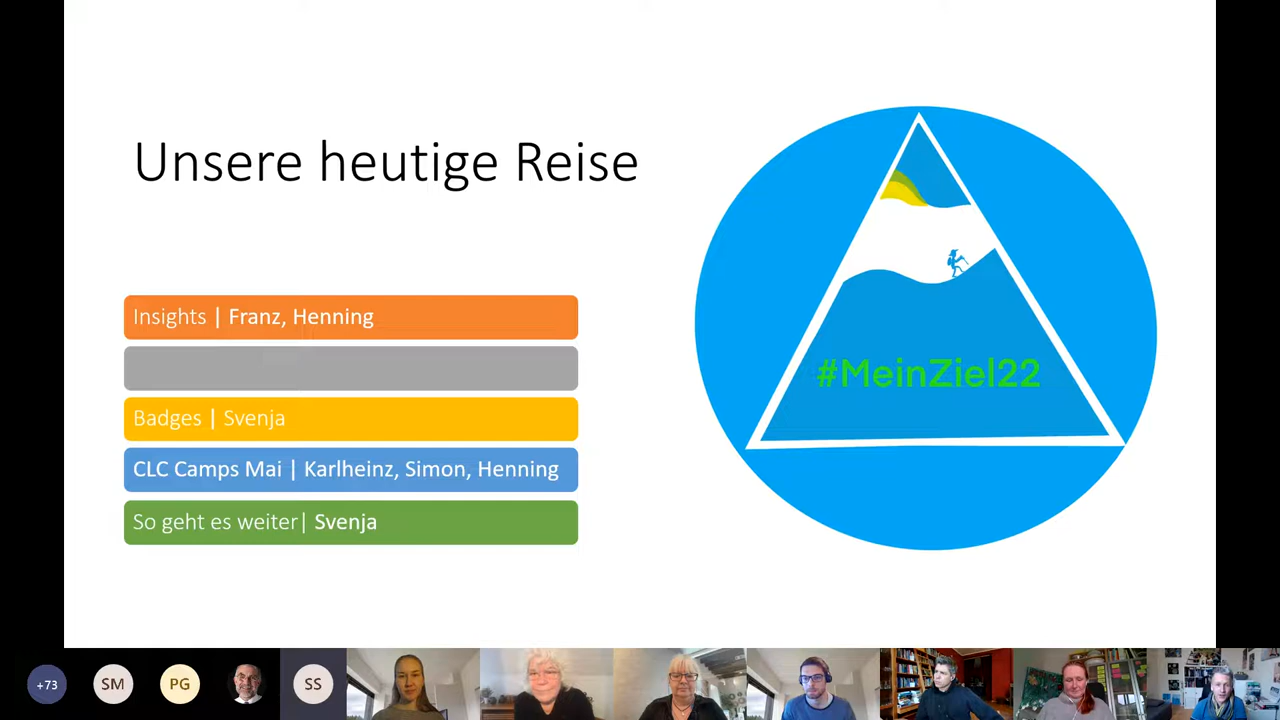 Unsere heutige Reise
Insights | Franz, Henning
Badges | Svenja
CLC Camps Mai | Karlheinz, Simon, Henning
So geht es weiter| Svenja
#MeinZiel22
+73
SM
PG
SS